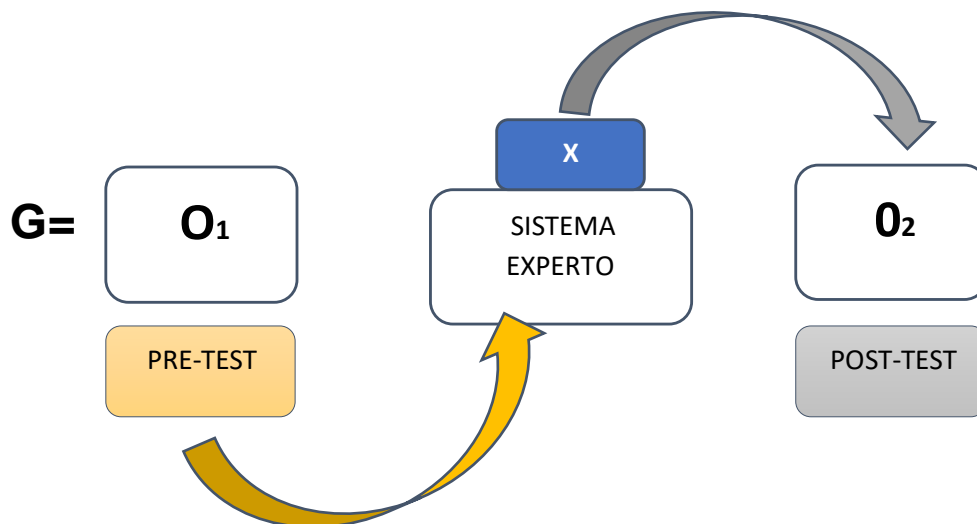 X
G=
O1
SISTEMA
EXPERTO
02
PRE-TEST
POST-TEST